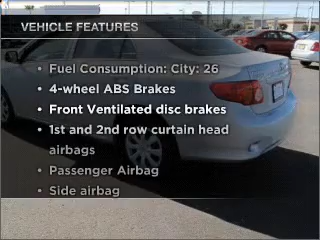 VEHICLE FEATURES
• Fuel Consumption: City: 26
• 4-wheel ABS Brakes
• Front Ventilated disc brakes
• 1st and 2nd row curtain head
airbags
• Passenger Airbag
• Side airbag